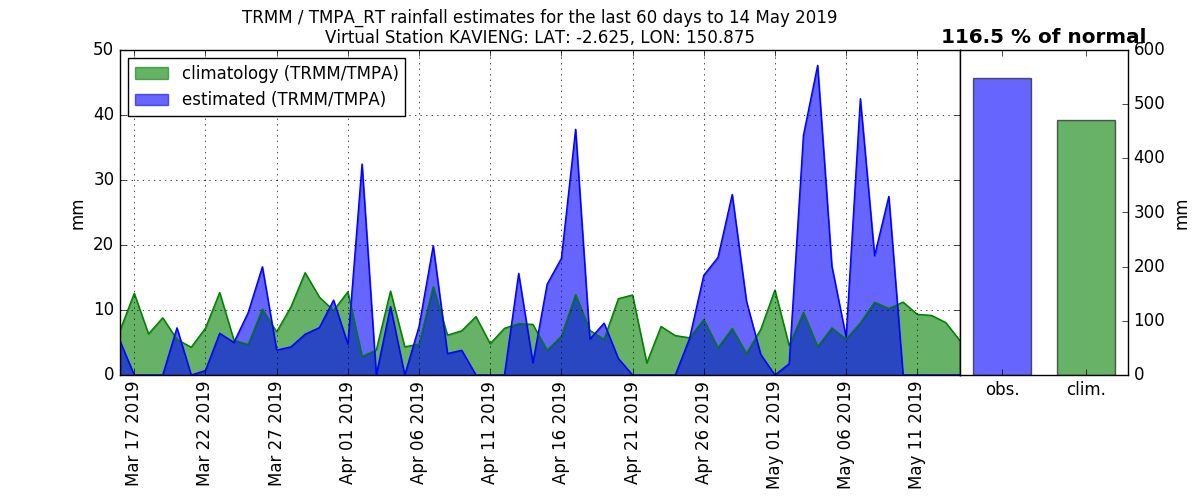 TRMM / TMPA_RT rainfall estimates for the last 60 days to 14 May 2019
Virtual Station KAVIENG: LAT: -2.625, LON: 150.875
116.5 % of normal
climatology (TRMM/TMPA)
estimated (TRMM/TMPA)
mm
50
40
30
20
10
0
Mar 17 2019
Mar 22 2019
Mar 27 2019
Apr 01 2019
Apr 06 2019
Apr 11 2019
Apr 16 2019
Apr 21 2019
Apr 26 2019
May 01 2019
May 06 2019
May 11 2019
obs.
clim.
600
500
400
300
200
100
0
mm